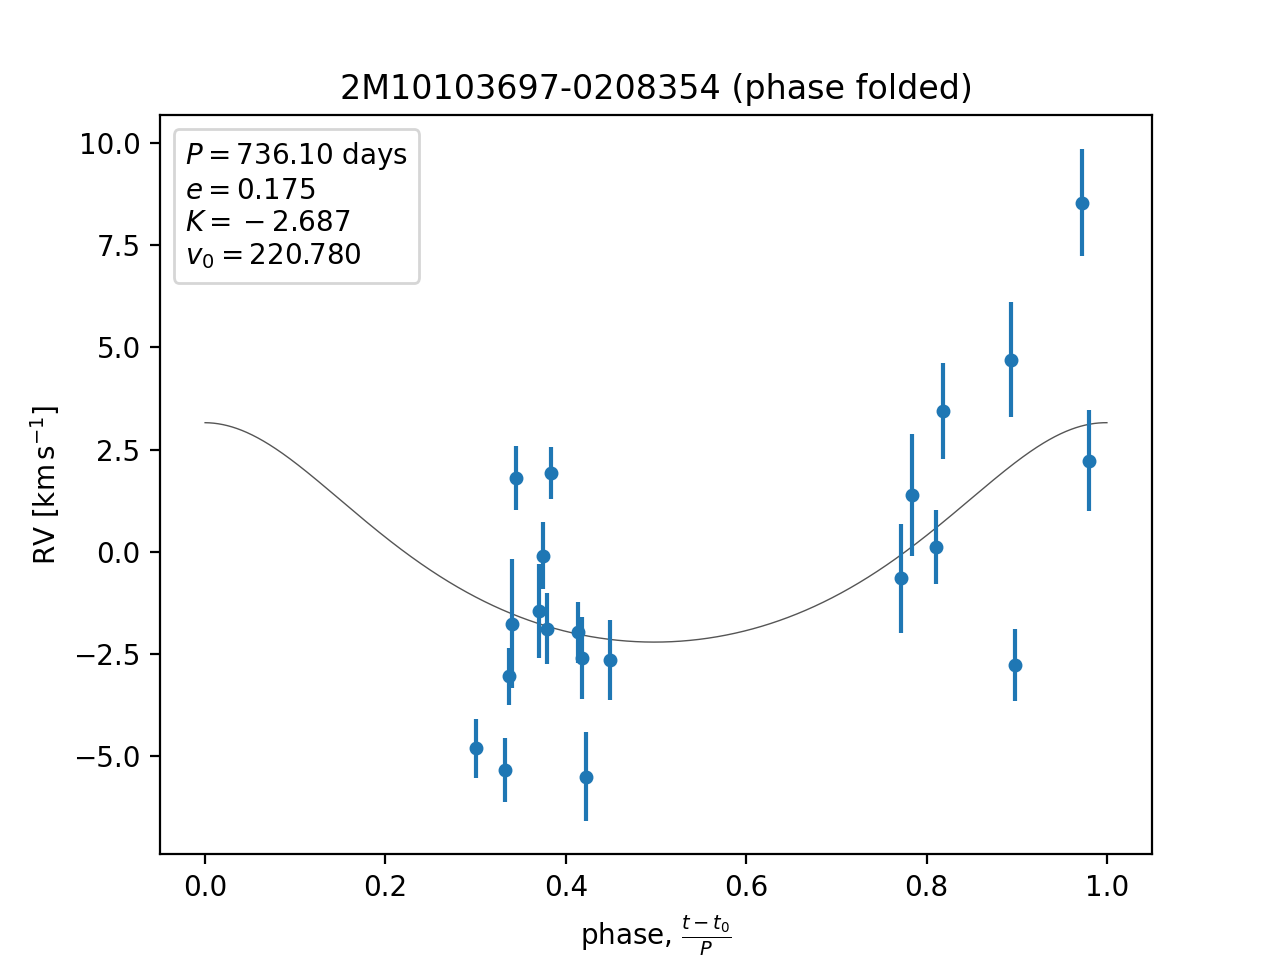 2M10103697-0208354 (phase folded)
P = 736.10 days
e = 0.175
K = −2.687
v₀ = 220.780
10.0
7.5
5.0
2.5
0.0
−2.5
−5.0
RV [km s⁻¹]
0.0 0.2 0.4 0.6 0.8 1.0
phase, (t − t₀)/P